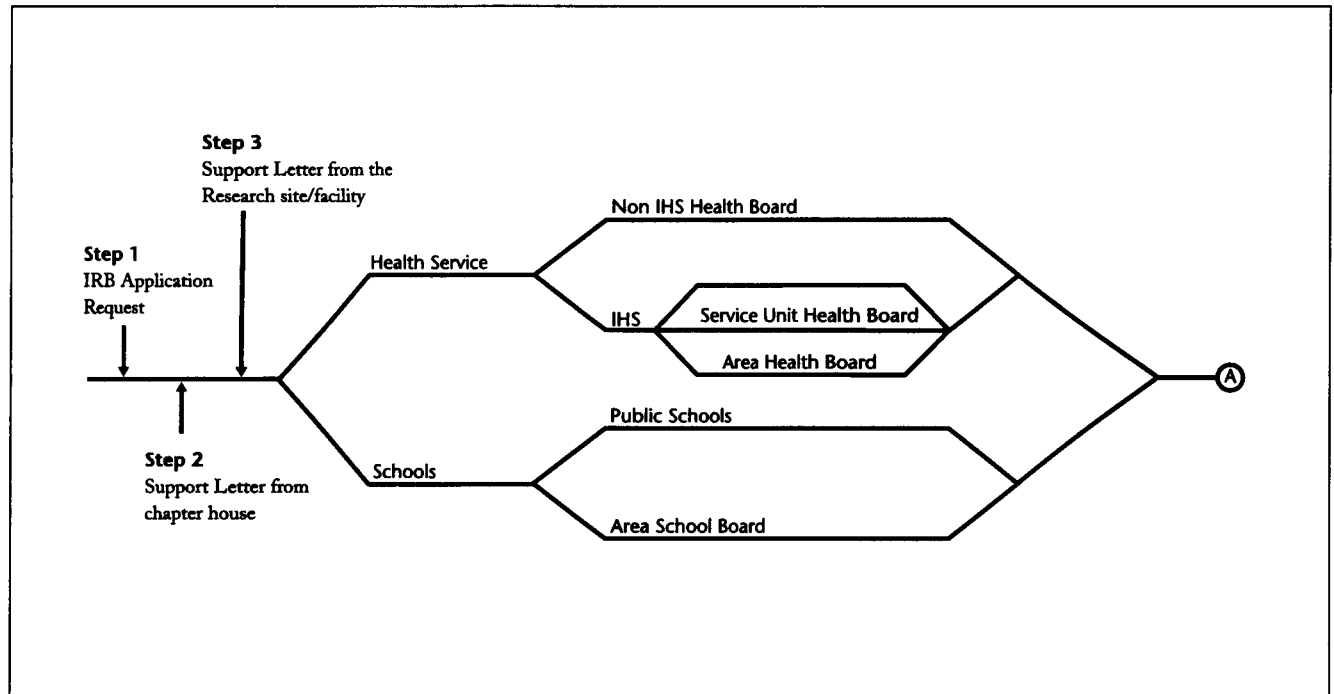 Step 3
Support Letter from the
Research site/facility
Step 1
IRB Application
Request
Step 2
Support Letter from
chapter house
Health Service
Non IHS Health Board
IHS
Service Unit Health Board
Area Health Board
Schools
Public Schools
Area School Board
A